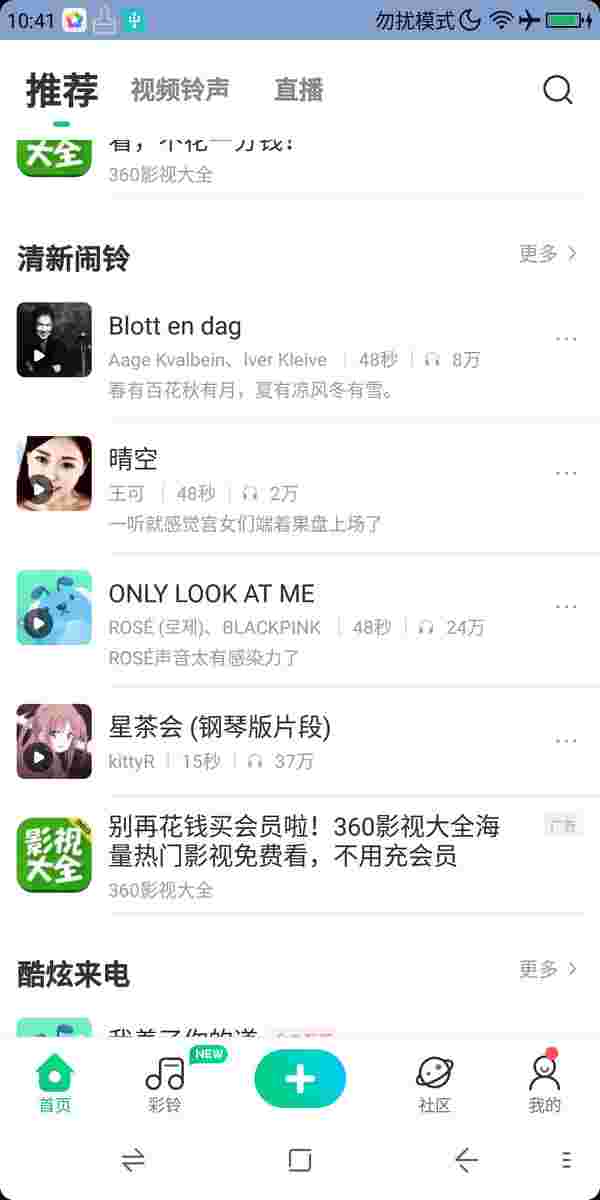 10:41
勿扰模式
推荐
视频铃声
直播
大全
看，不花一分钱！
360影视大全
清新闹铃
更多
Blott en dag
Aage Kvalbein、Iver Kleive | 48秒 | 8万
春有百花秋有月，夏有凉风冬有雪。
晴空
王可 | 48秒 | 2万
一听就感觉宫女们端着果盘上场了
ONLY LOOK AT ME
ROSÉ (로제)、BLACKPINK | 48秒 | 24万
ROSÉ声音太有感染力了
星茶会 (钢琴版片段)
kittyR | 15秒 | 37万
影视
大全
别再花钱买会员啦！360影视大全海
量热门影视免费看，不用充会员
广告
360影视大全
酷炫来电
更多
NEW
首页
彩铃
社区
我的